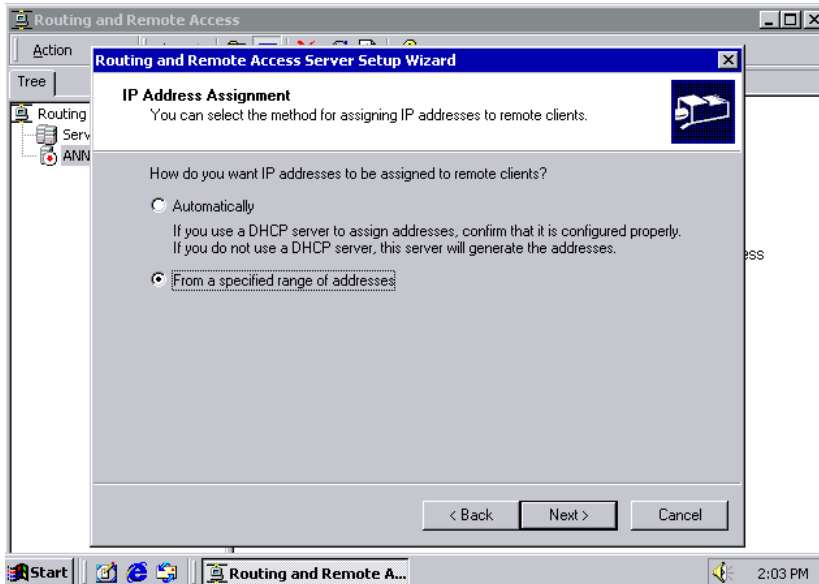 Routing and Remote Access
Action
Tree
Routing
Serv
ANN
Routing and Remote Access Server Setup Wizard
IP Address Assignment
You can select the method for assigning IP addresses to remote clients.
How do you want IP addresses to be assigned to remote clients?
Automatically
If you use a DHCP server to assign addresses, confirm that it is configured properly.
If you do not use a DHCP server, this server will generate the addresses.
From a specified range of addresses
ess
< Back
Next >
Cancel
Start
Routing and Remote A...
2:03 PM